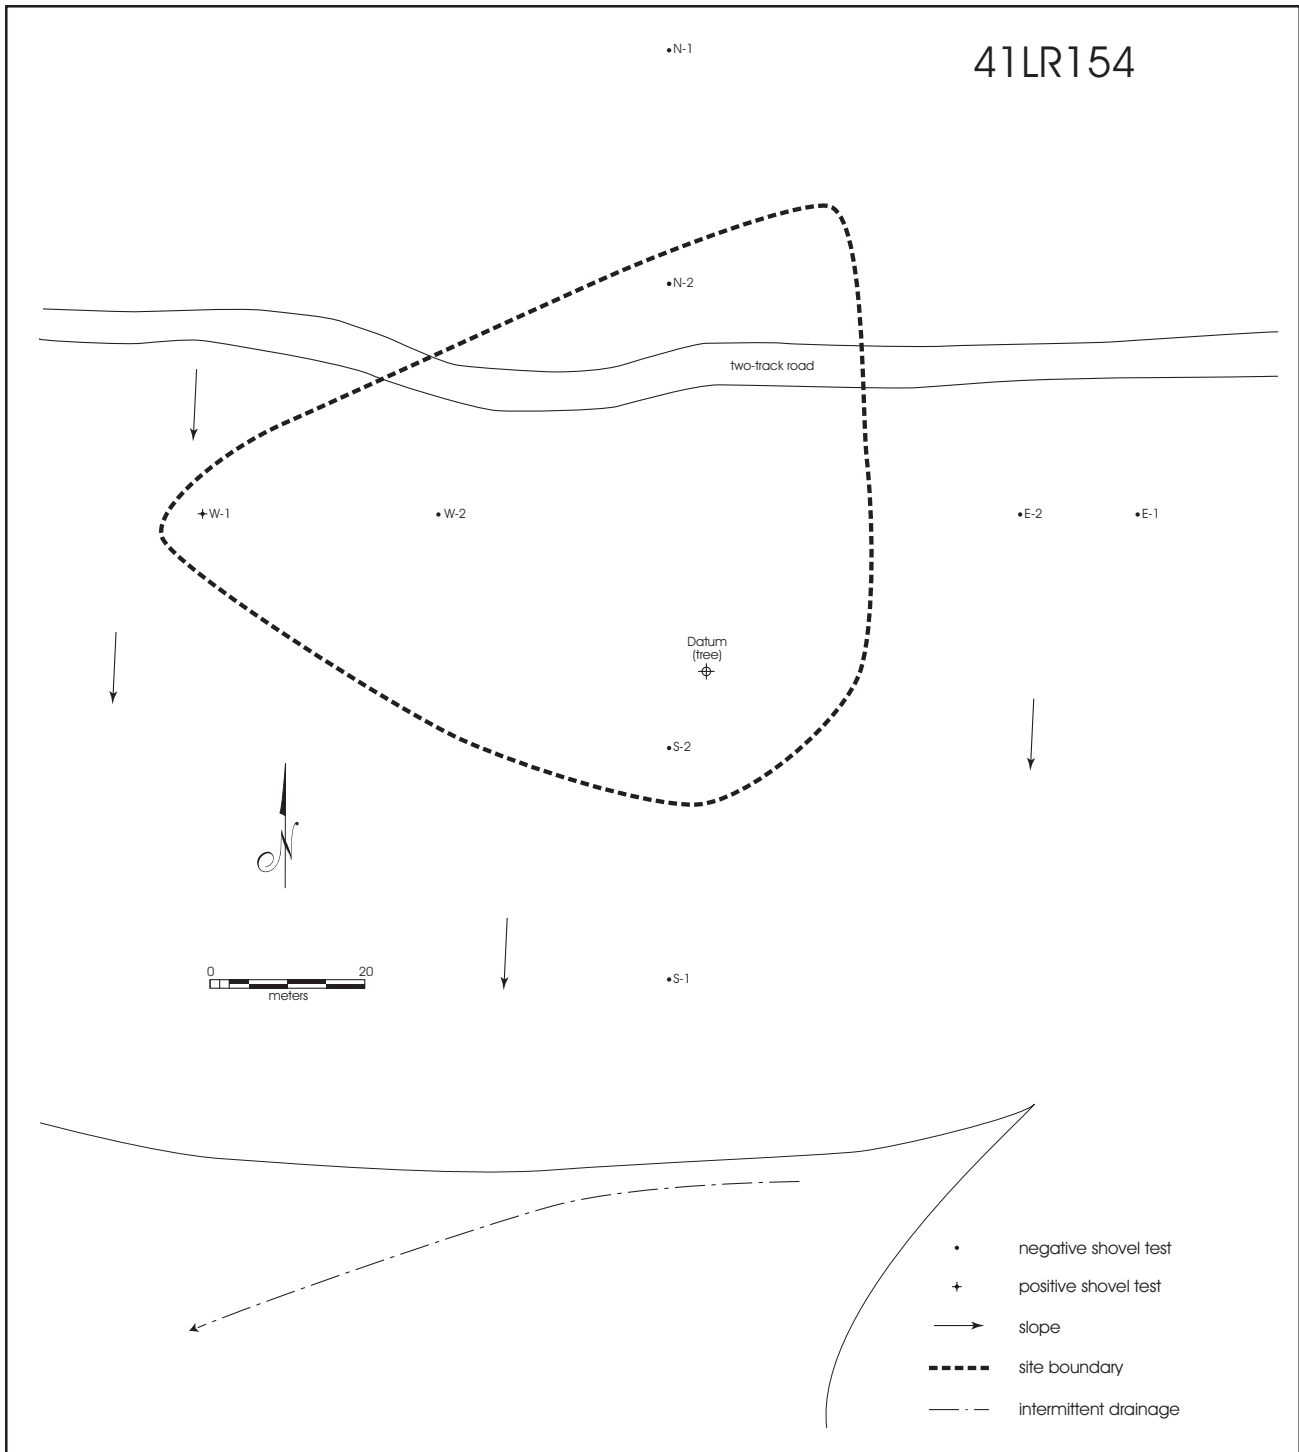 N-1
41LR154
N-2
two-track road
W-1
W-2
E-2
E-1
Datum
(tree)
S-2
N
0 20
meters
S-1
negative shovel test
positive shovel test
slope
site boundary
intermittent drainage